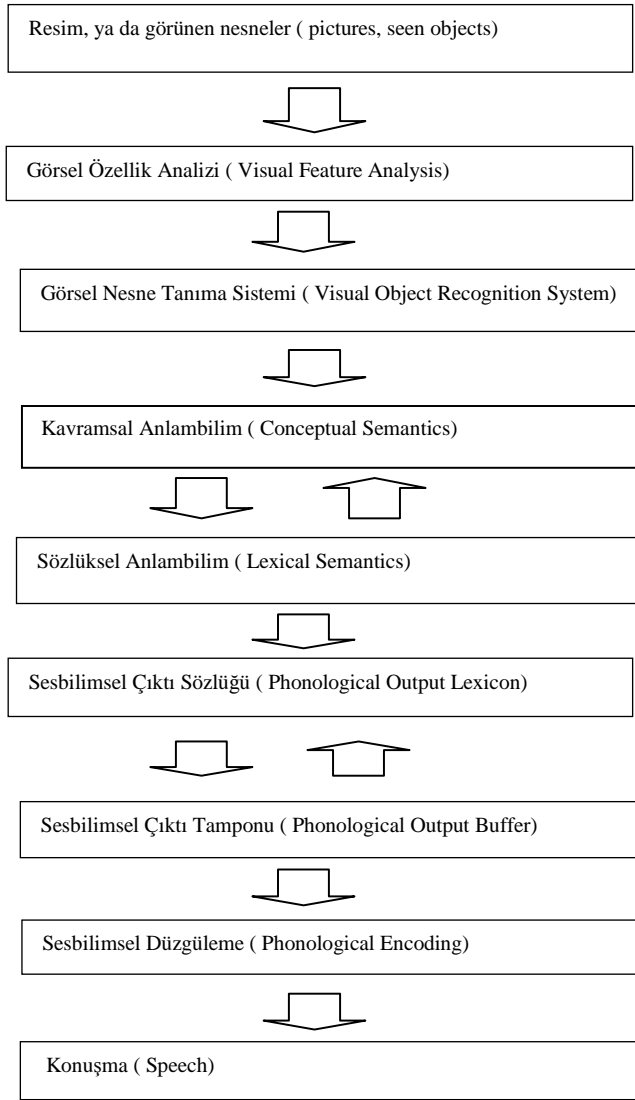 Resim, ya da görünen nesneler ( pictures, seen objects)
Görsel Özellik Analizi ( Visual Feature Analysis)
Görsel Nesne Tanıma Sistemi ( Visual Object Recognition System)
Kavramsal Anlambilim ( Conceptual Semantics)
Sözlüksel Anlambilim ( Lexical Semantics)
Sesbilimsel Çıktı Sözlüğü ( Phonological Output Lexicon)
Sesbilimsel Çıktı Tamponu ( Phonological Output Buffer)
Sesbilimsel Düzgüleme ( Phonological Encoding)
Konuşma ( Speech)